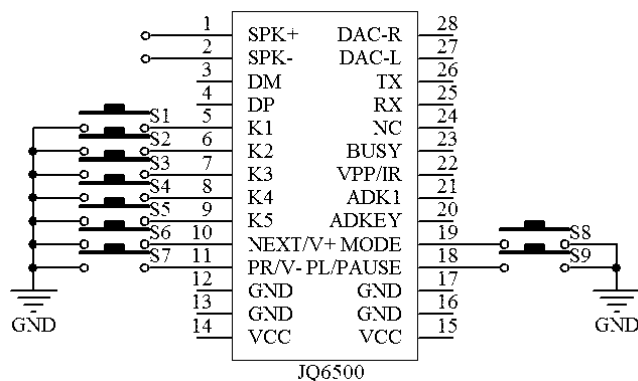 1 SPK+ DAC-R 28
2 SPK- DAC-L 27
3 DM TX 26
4 DP RX 25
S1 5 K1 NC 24
S2 6 K2 BUSY 23
S3 7 K3 VPP/IR 22
S4 8 K4 ADK1 21
S5 9 K5 ADKEY 20
S6 10 NEXT/V+ MODE 19 S8
S7 11 PR/V- PL/PAUSE 18 S9
12 GND GND 17
13 GND GND 16
14 VCC VCC 15
GND GND
JQ6500